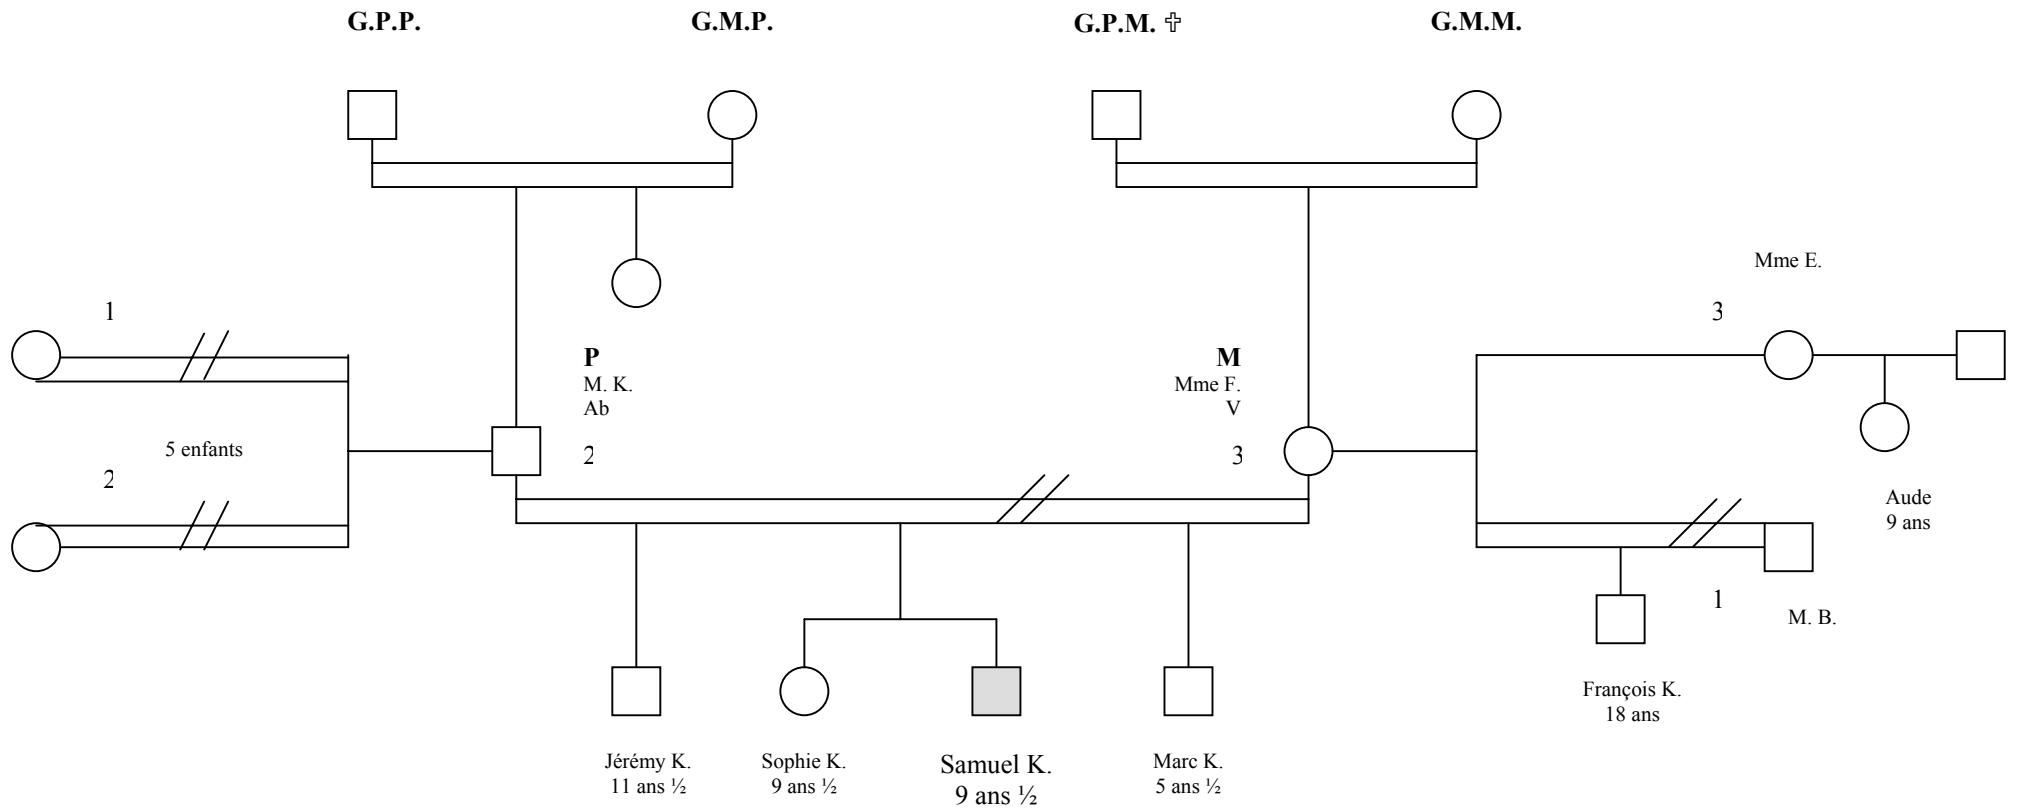 G.P.P.
G.M.P.
G.P.M. ✞
G.M.M.
Mme E.
1
3
P
M. K.
Ab
M
Mme F.
V
5 enfants
2
3
2
Aude
9 ans
1
M. B.
François K.
18 ans
Jérémy K.
11 ans ½
Sophie K.
9 ans ½
Samuel K.
9 ans ½
Marc K.
5 ans ½